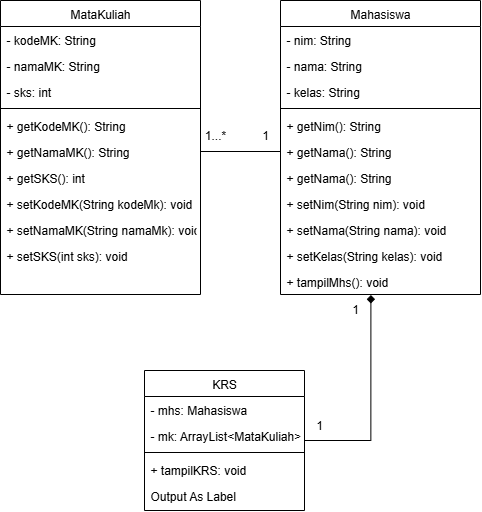 MataKuliah
- kodeMK: String
- namaMK: String
- sks: int
+ getKodeMK(): String
+ getNamaMK(): String
+ getSKS(): int
+ setKodeMK(String kodeMk): void
+ setNamaMK(String namaMk): void
+ setSKS(int sks): void
1...*
1
Mahasiswa
- nim: String
- nama: String
- kelas: String
+ getNim(): String
+ getNama(): String
+ getNama(): String
+ setNim(String nim): void
+ setNama(String nama): void
+ setKelas(String kelas): void
+ tampilMhs(): void
1
1
KRS
- mhs: Mahasiswa
- mk: ArrayList<MataKuliah>
+ tampilKRS: void
Output As Label